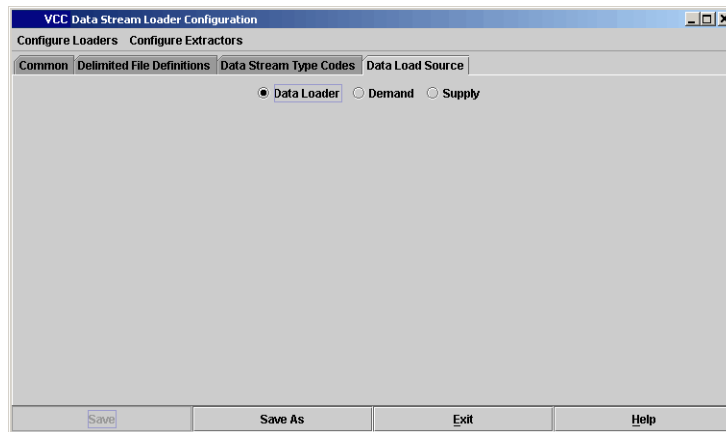 VCC Data Stream Loader Configuration
Configure Loaders Configure Extractors
Common Delimited File Definitions Data Stream Type Codes Data Load Source
Data Loader Demand Supply
Save Save As Exit Help